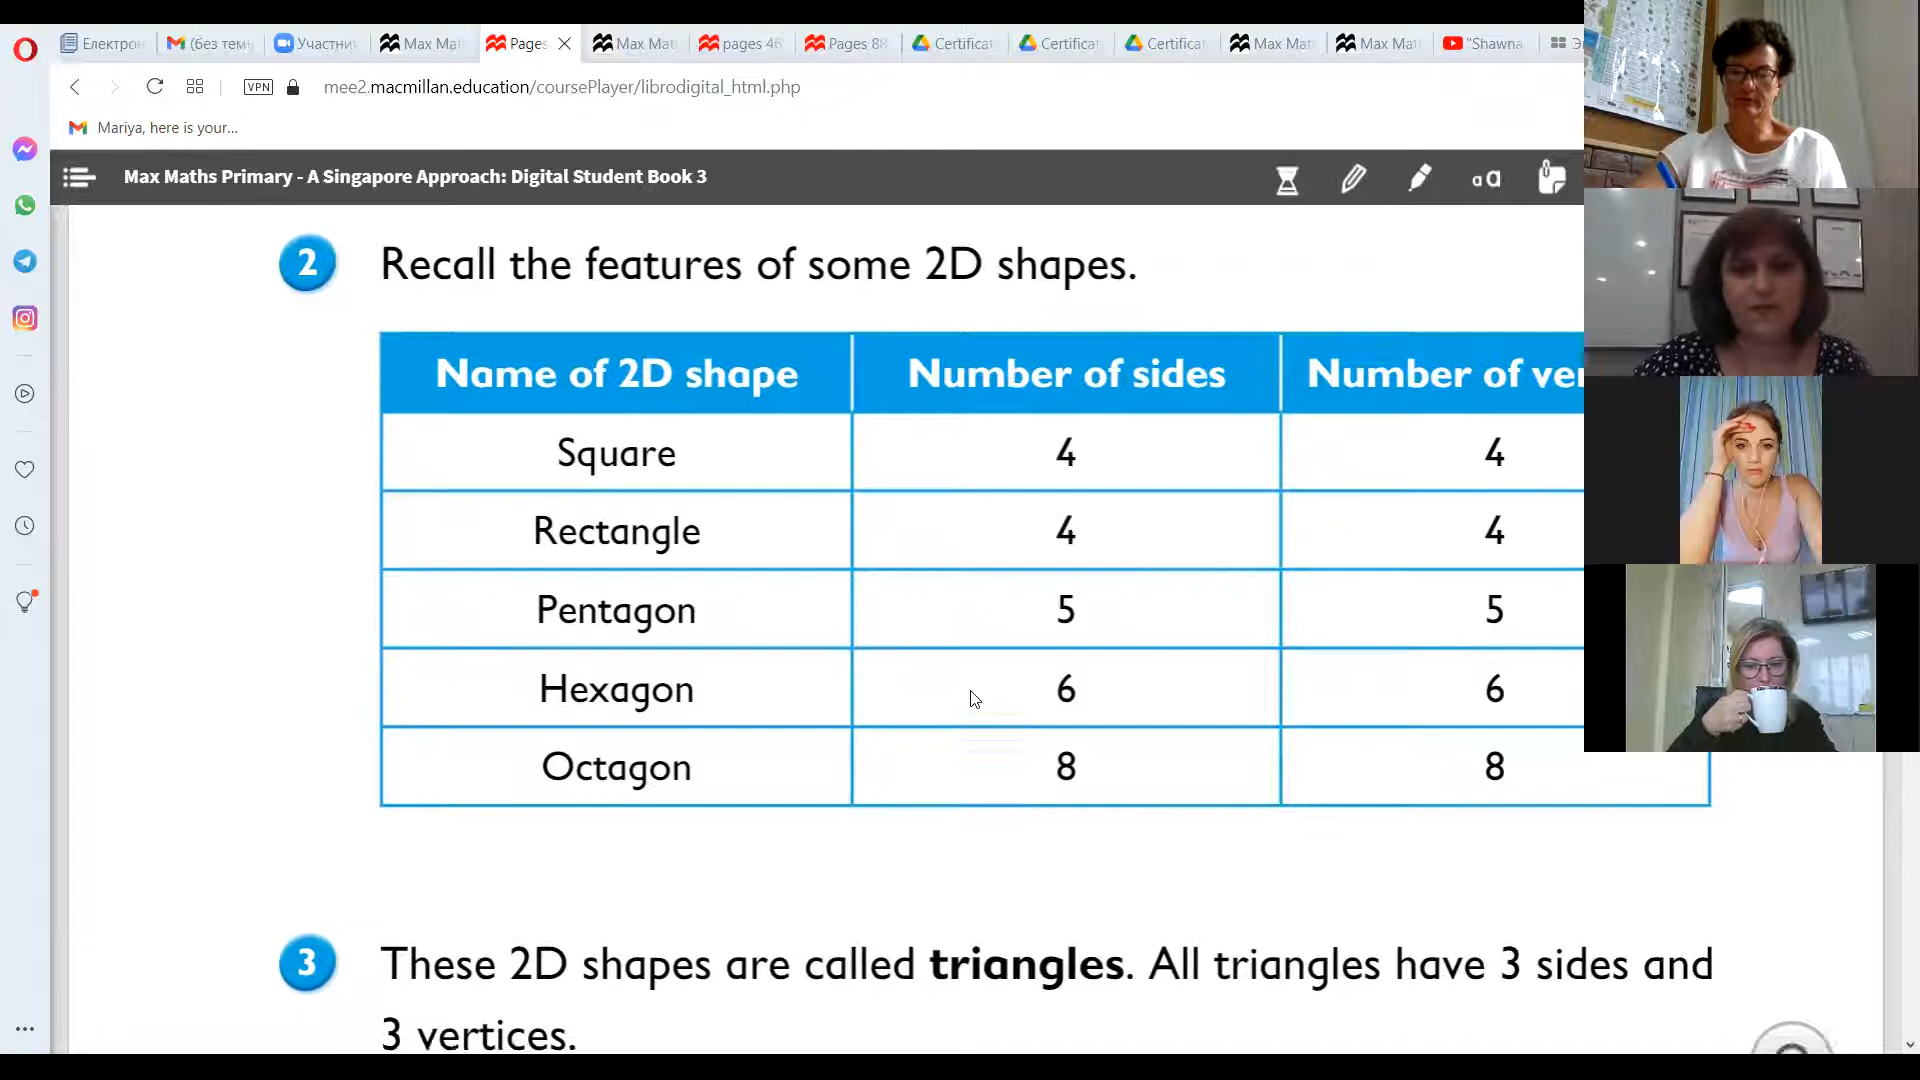 Електрон
(без тем
Участни
Max Mat
Pages
Max Mat
pages 46
Pages 88
Certificat
Certificat
Certificat
Max Mat
Max Mat
"Shawna
VPN
mee2.macmillan.education/coursePlayer/librodigital_html.php
Mariya, here is your...
Max Maths Primary - A Singapore Approach: Digital Student Book 3
aa
2 Recall the features of some 2D shapes.
Name of 2D shape Number of sides Number of ver
Square 4 4
Rectangle 4 4
Pentagon 5 5
Hexagon 6 6
Octagon 8 8
3 These 2D shapes are called triangles. All triangles have 3 sides and
3 vertices.